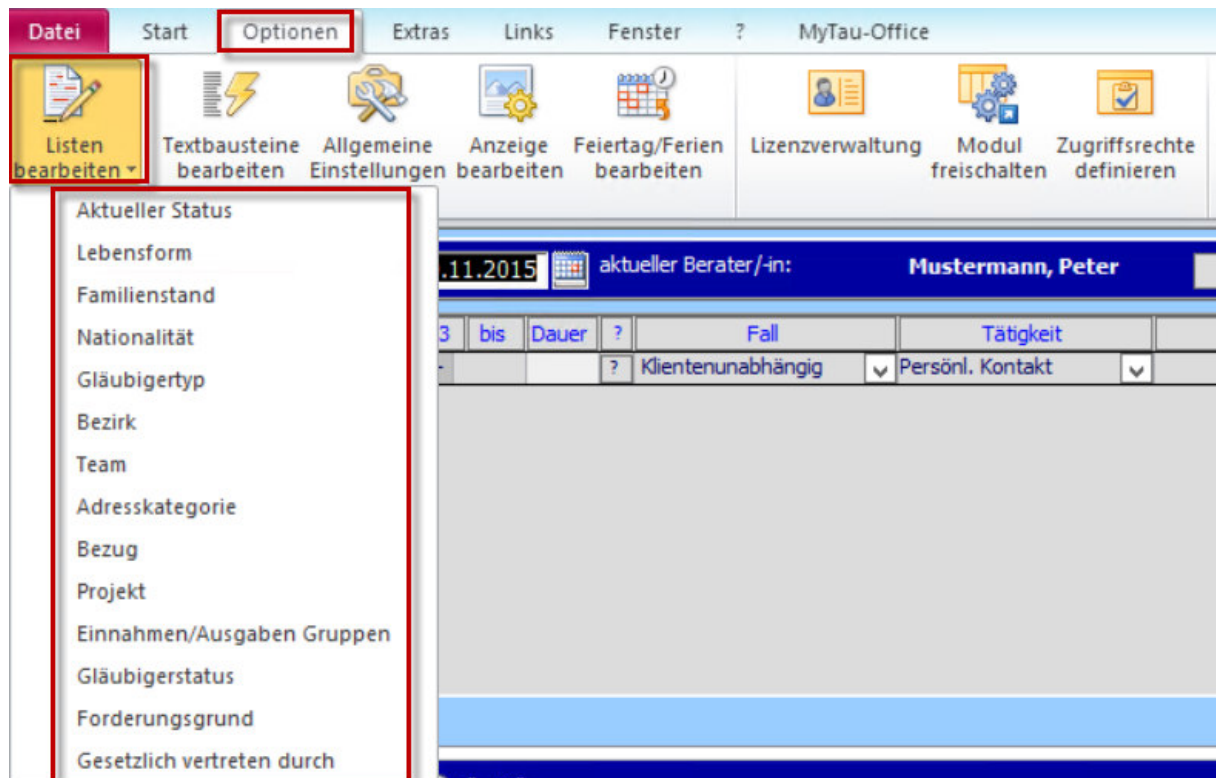 Datei Start Optionen Extras Links Fenster ? MyTau-Office
Listen bearbeiten
Textbausteine bearbeiten
Allgemeine Einstellungen
Anzeige bearbeiten
Feiertag/Ferien bearbeiten
Lizenzverwaltung
Modul freischalten
Zugriffsrechte definieren
Aktueller Status
Lebensform
Familienstand
Nationalität
Gläubigertyp
Bezirk
Team
Adresskategorie
Bezug
Projekt
Einnahmen/Ausgaben Gruppen
Gläubigerstatus
Forderungsgrund
Gesetzlich vertreten durch
.11.2015 aktueller Berater/-in: Mustermann, Peter
bis Dauer ? Fall Tätigkeit
? Klientenunabhängig Persönl. Kontakt